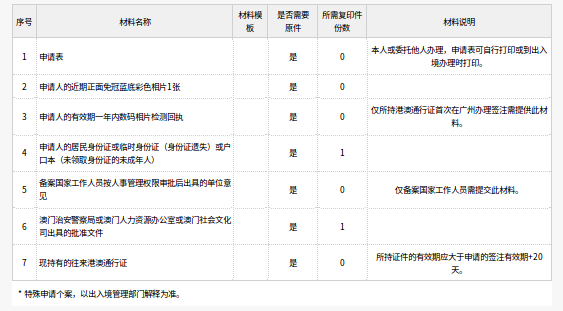 序号 材料名称 材料模板 是否需要原件 所需复印件份数 材料说明
1 申请表 是 0 本人或委托他人办理，申请表可自行打印或到出入境办理时打印。
2 申请人的近期正面免冠蓝底彩色相片1张 是 0
3 申请人的有效期一年内数码相片检测回执 是 0 仅所持港澳通行证首次在广州办理签注需提供此材料。
4 申请人的居民身份证或临时身份证（身份证遗失）或户口本（未领取身份证的未成年人） 是 1
5 备案国家工作人员按人事管理权限审批后出具的单位意见 是 0 仅备案国家工作人员需提交此材料。
6 澳门治安警察局或澳门人力资源办公室或澳门社会文化司出具的批准文件 是 1
7 现持有的往来港澳通行证 是 0 所持证件的有效期应大于申请的签注有效期+20天。
* 特殊申请个案，以出入境管理部门解释为准。